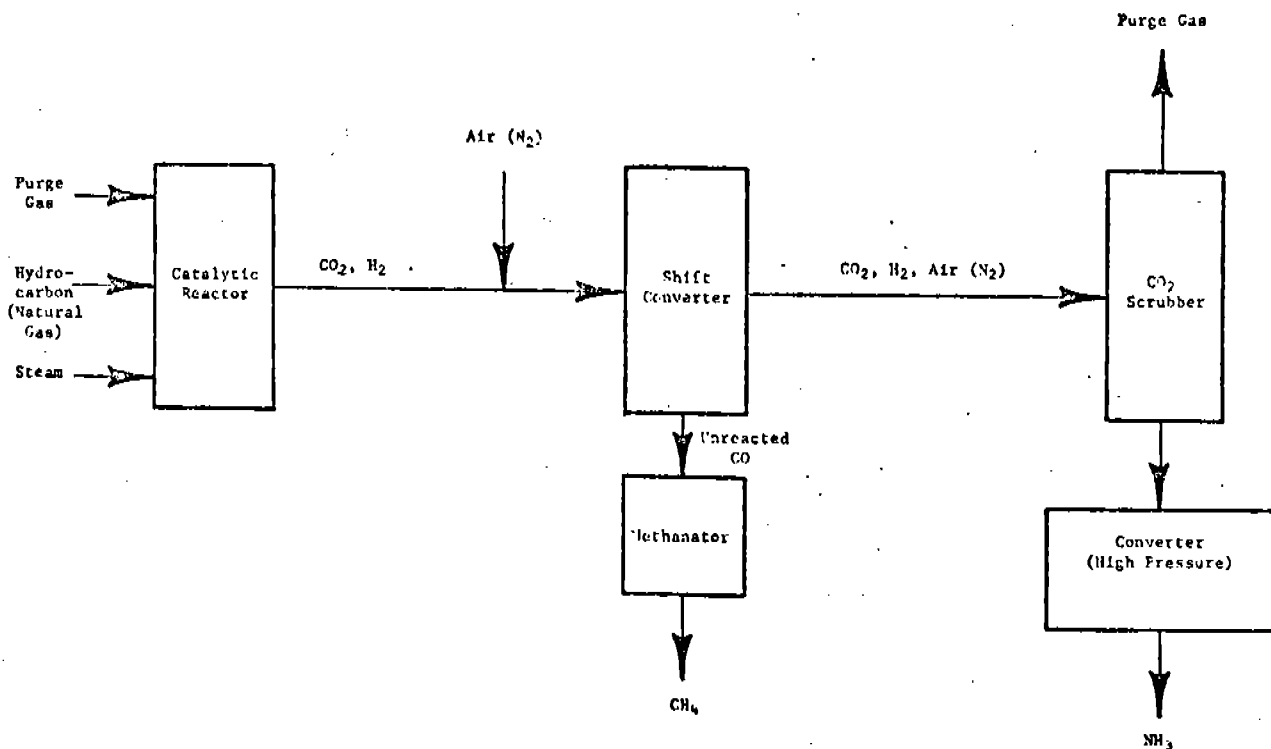 Purge Gas
Air (N₂)
Purge
Gas
Hydro-
carbon
(Natural
Gas)
Steam
Catalytic
Reactor
CO₂, H₂
Shift
Converter
CO₂, H₂, Air (N₂)
CO₂
Scrubber
Unreacted
CO
Methanator
Converter
(High Pressure)
CH₄
NH₃